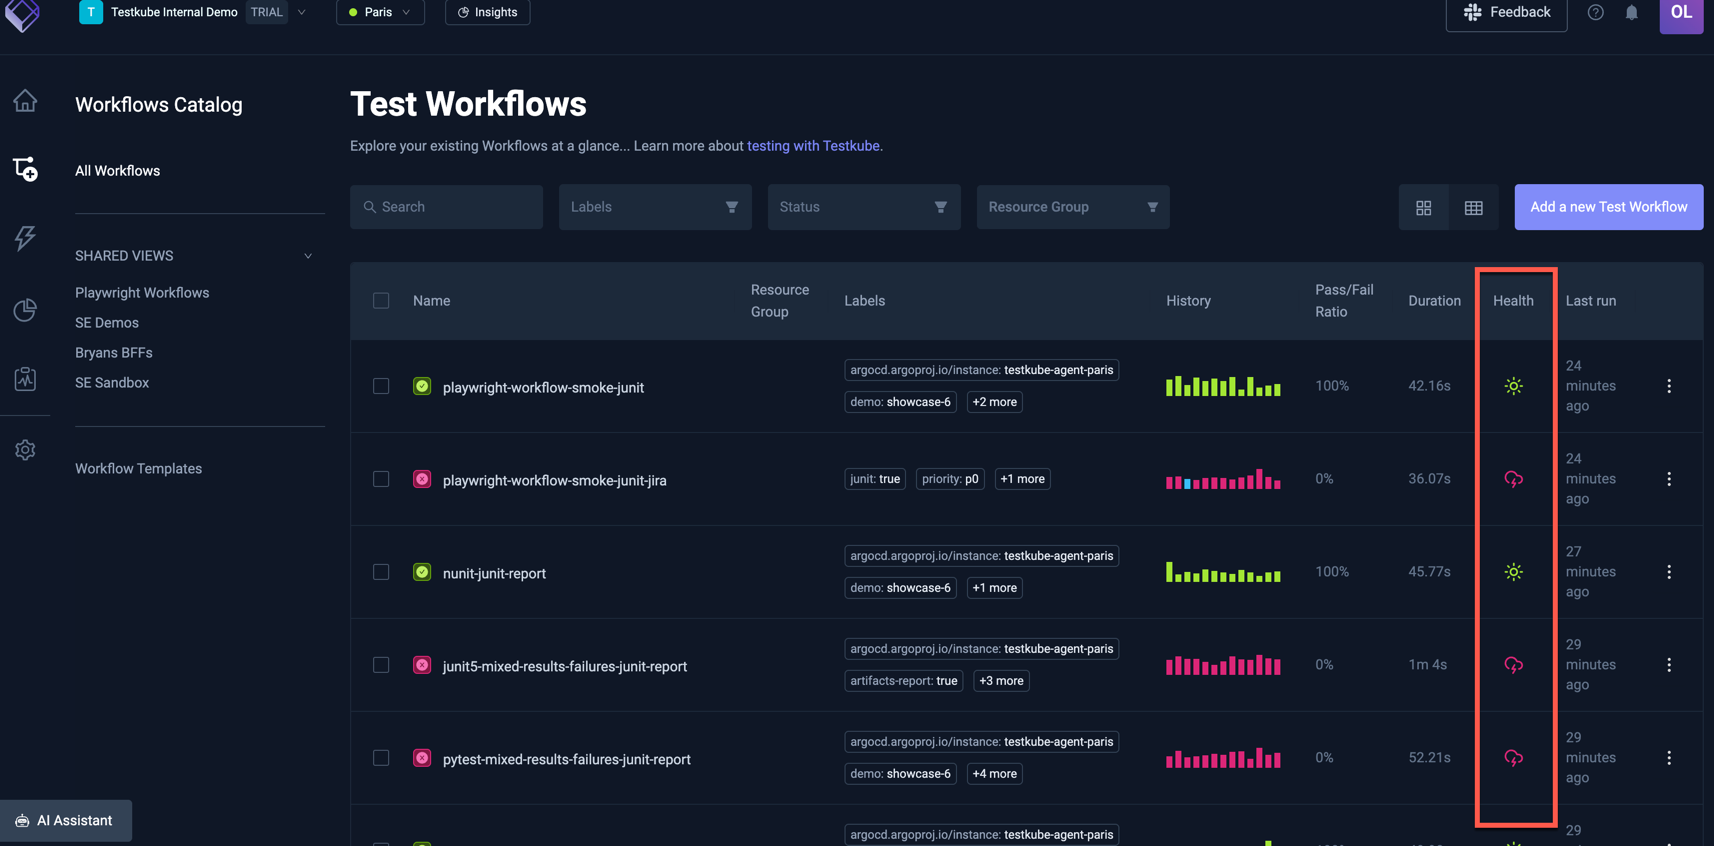 T
Testkube Internal Demo
TRIAL
Paris
Insights
Feedback
OL
Workflows Catalog
All Workflows
SHARED VIEWS
Playwright Workflows
SE Demos
Bryans BFFs
SE Sandbox
Workflow Templates
AI Assistant
Test Workflows
Explore your existing Workflows at a glance... Learn more about testing with Testkube.
Search
Labels
Status
Resource Group
Add a new Test Workflow
Name
Resource
Group
Labels
History
Pass/Fail
Ratio
Duration
Health
Last run
playwright-workflow-smoke-junit
argocd.argoproj.io/instance: testkube-agent-paris
demo: showcase-6
+2 more
100%
42.16s
24
minutes
ago
playwright-workflow-smoke-junit-jira
junit: true
priority: p0
+1 more
0%
36.07s
24
minutes
ago
nunit-junit-report
argocd.argoproj.io/instance: testkube-agent-paris
demo: showcase-6
+1 more
100%
45.77s
27
minutes
ago
junit5-mixed-results-failures-junit-report
argocd.argoproj.io/instance: testkube-agent-paris
artifacts-report: true
+3 more
0%
1m 4s
29
minutes
ago
pytest-mixed-results-failures-junit-report
argocd.argoproj.io/instance: testkube-agent-paris
demo: showcase-6
+4 more
0%
52.21s
29
minutes
ago
argocd.argoproj.io/instance: testkube-agent-paris
29